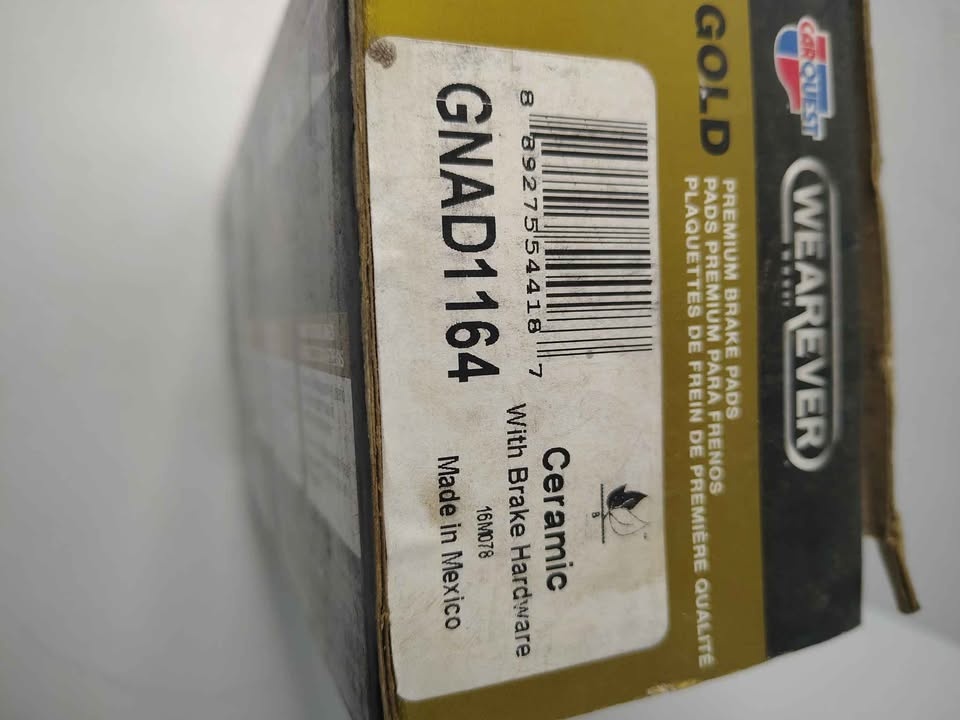 CARQUEST
WEAREVER
GOLD
PREMIUM BRAKE PADS
PADS PREMIUM PARA FRENOS
PLAQUETTES DE FREIN DE PREMIÈRE QUALITÉ
8 89275 54418 7
GNAD1164
B
Ceramic
With Brake Hardware
16M078
Made in Mexico